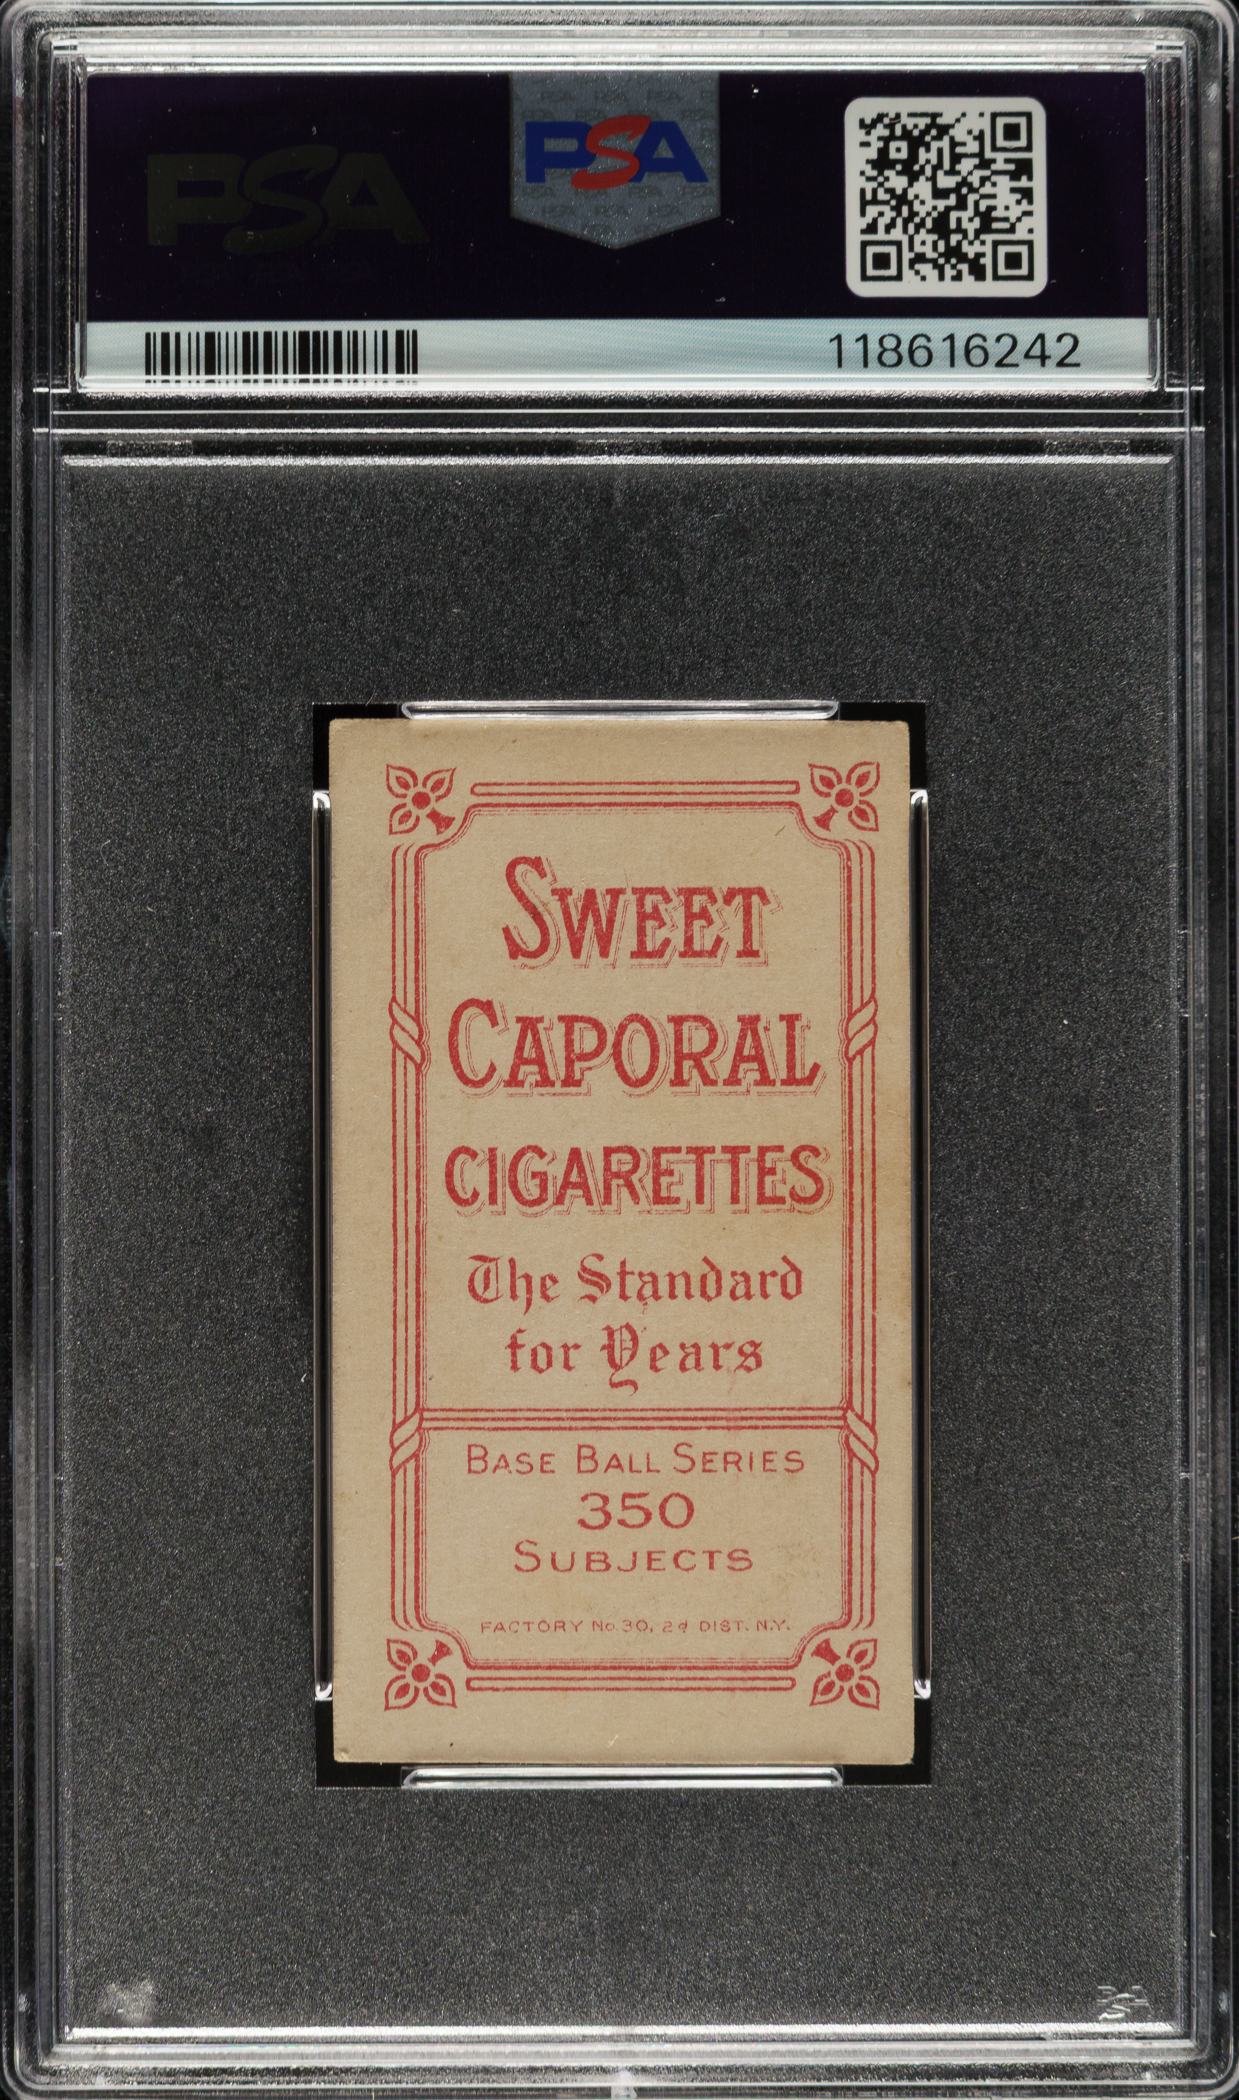 PSA
PSA
118616242
SWEET
CAPORAL
CIGARETTES
The Standard
for Years
BASE BALL SERIES
350
SUBJECTS
FACTORY No. 30, 2d DIST. N.Y.
PSA